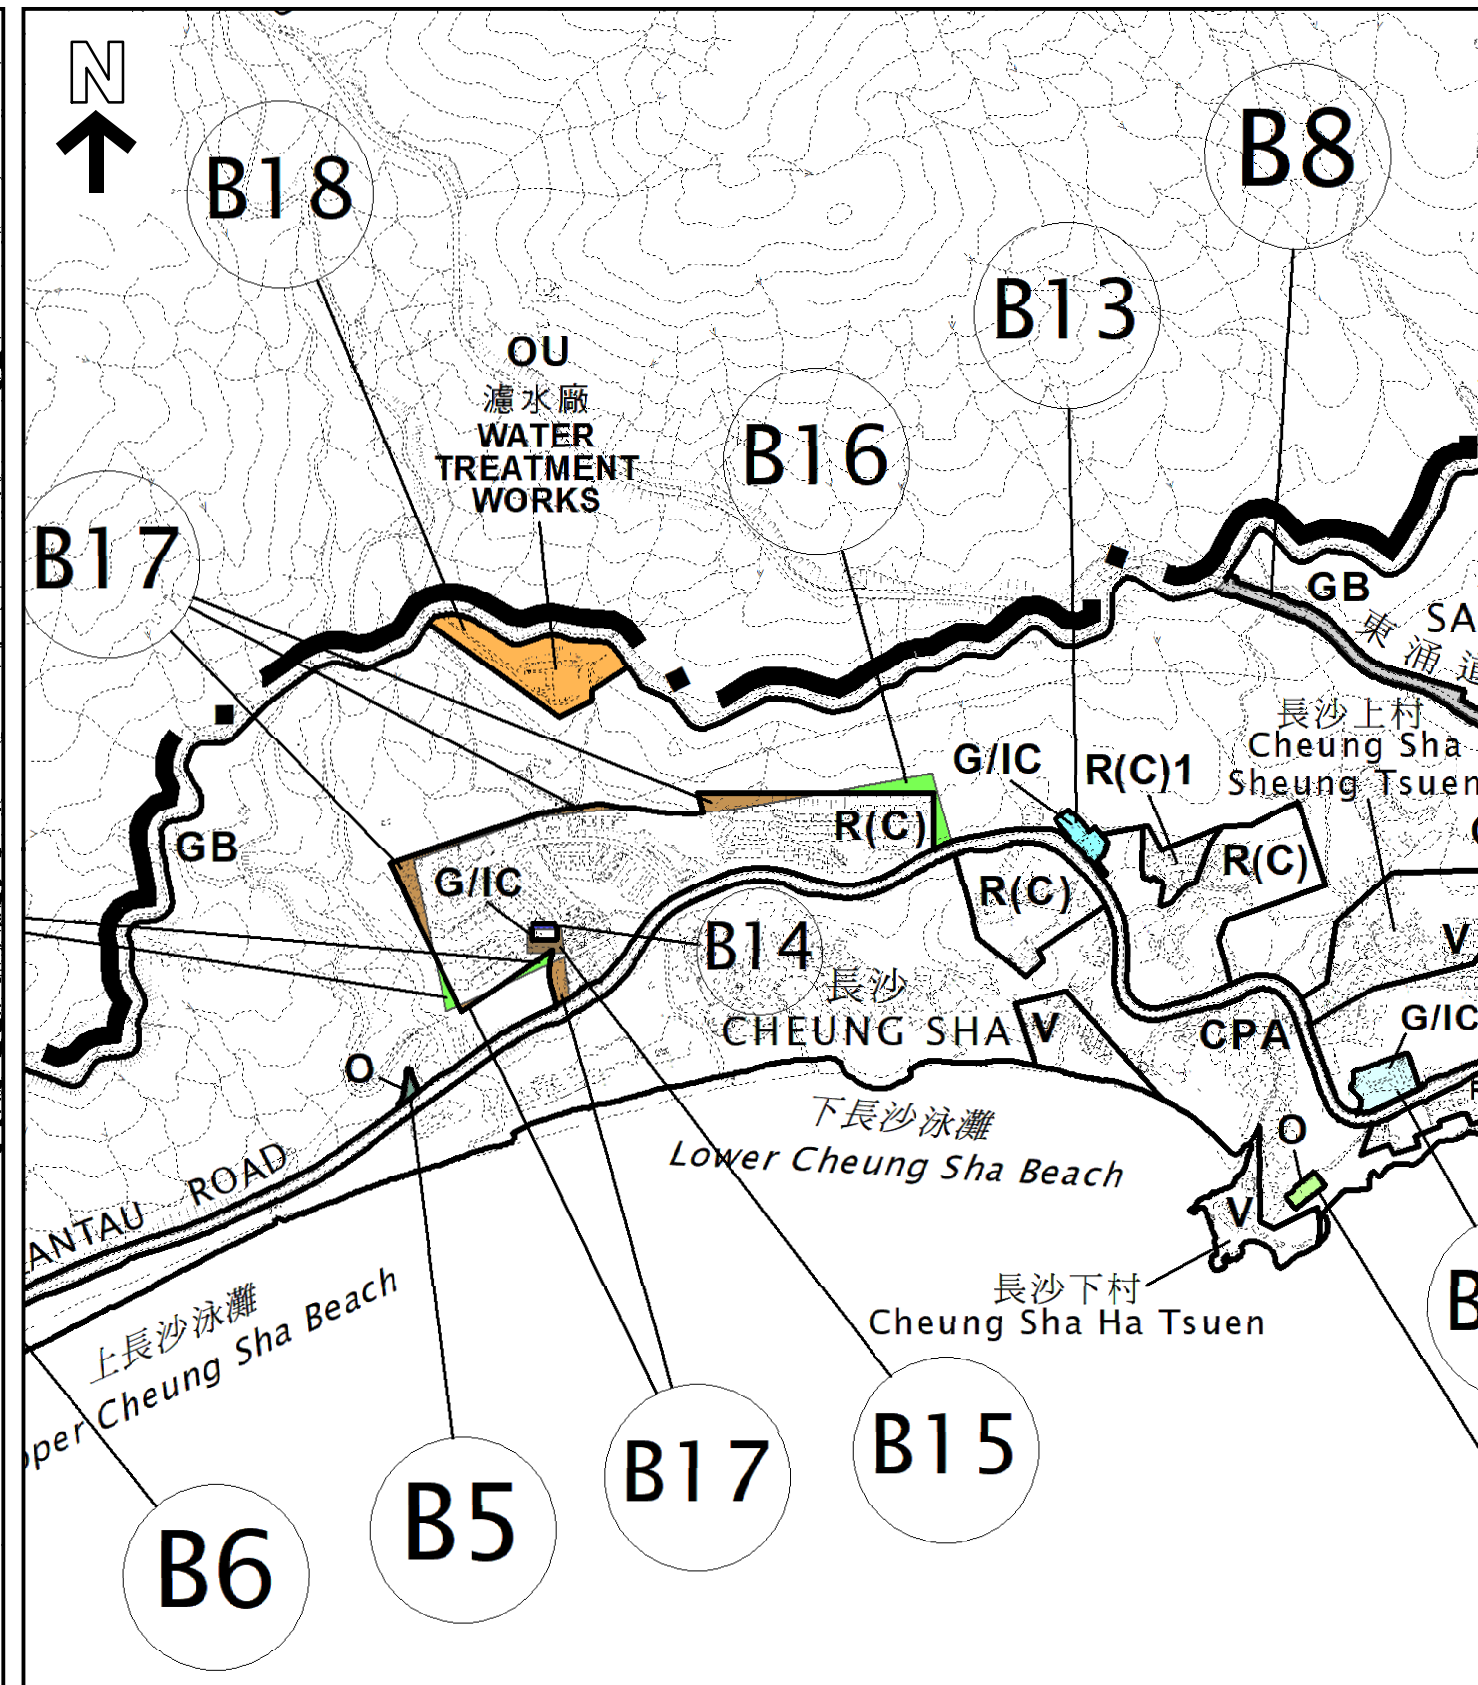 N
B8
B18
B13
OU
濾水廠
WATER
TREATMENT
WORKS
B16
B17
GB
SA
東涌道
長沙上村
Cheung Sha
Sheung Tsuen
G/IC
R(C)1
R(C)
GB
R(C)
G/IC
R(C)
V
B14
長沙
CHEUNG SHA
V
CPA
G/IC
O
下長沙泳灘
Lower Cheung Sha Beach
O
ROAD
ANTAU
V
上長沙泳灘
pper Cheung Sha Beach
長沙下村
Cheung Sha Ha Tsuen
B
B15
B17
B5
B6